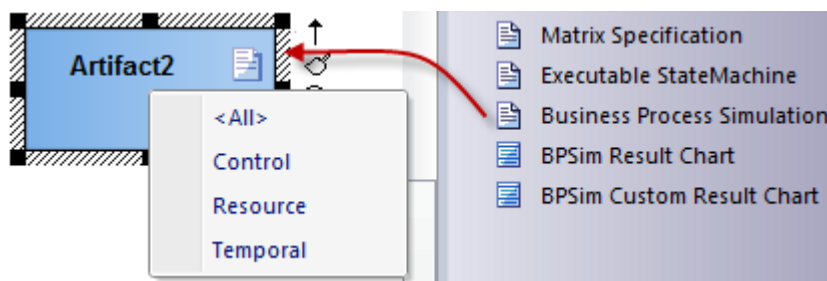 Artifact2
<All>
Control
Resource
Temporal
Matrix Specification
Executable StateMachine
Business Process Simulation
BPSim Result Chart
BPSim Custom Result Chart